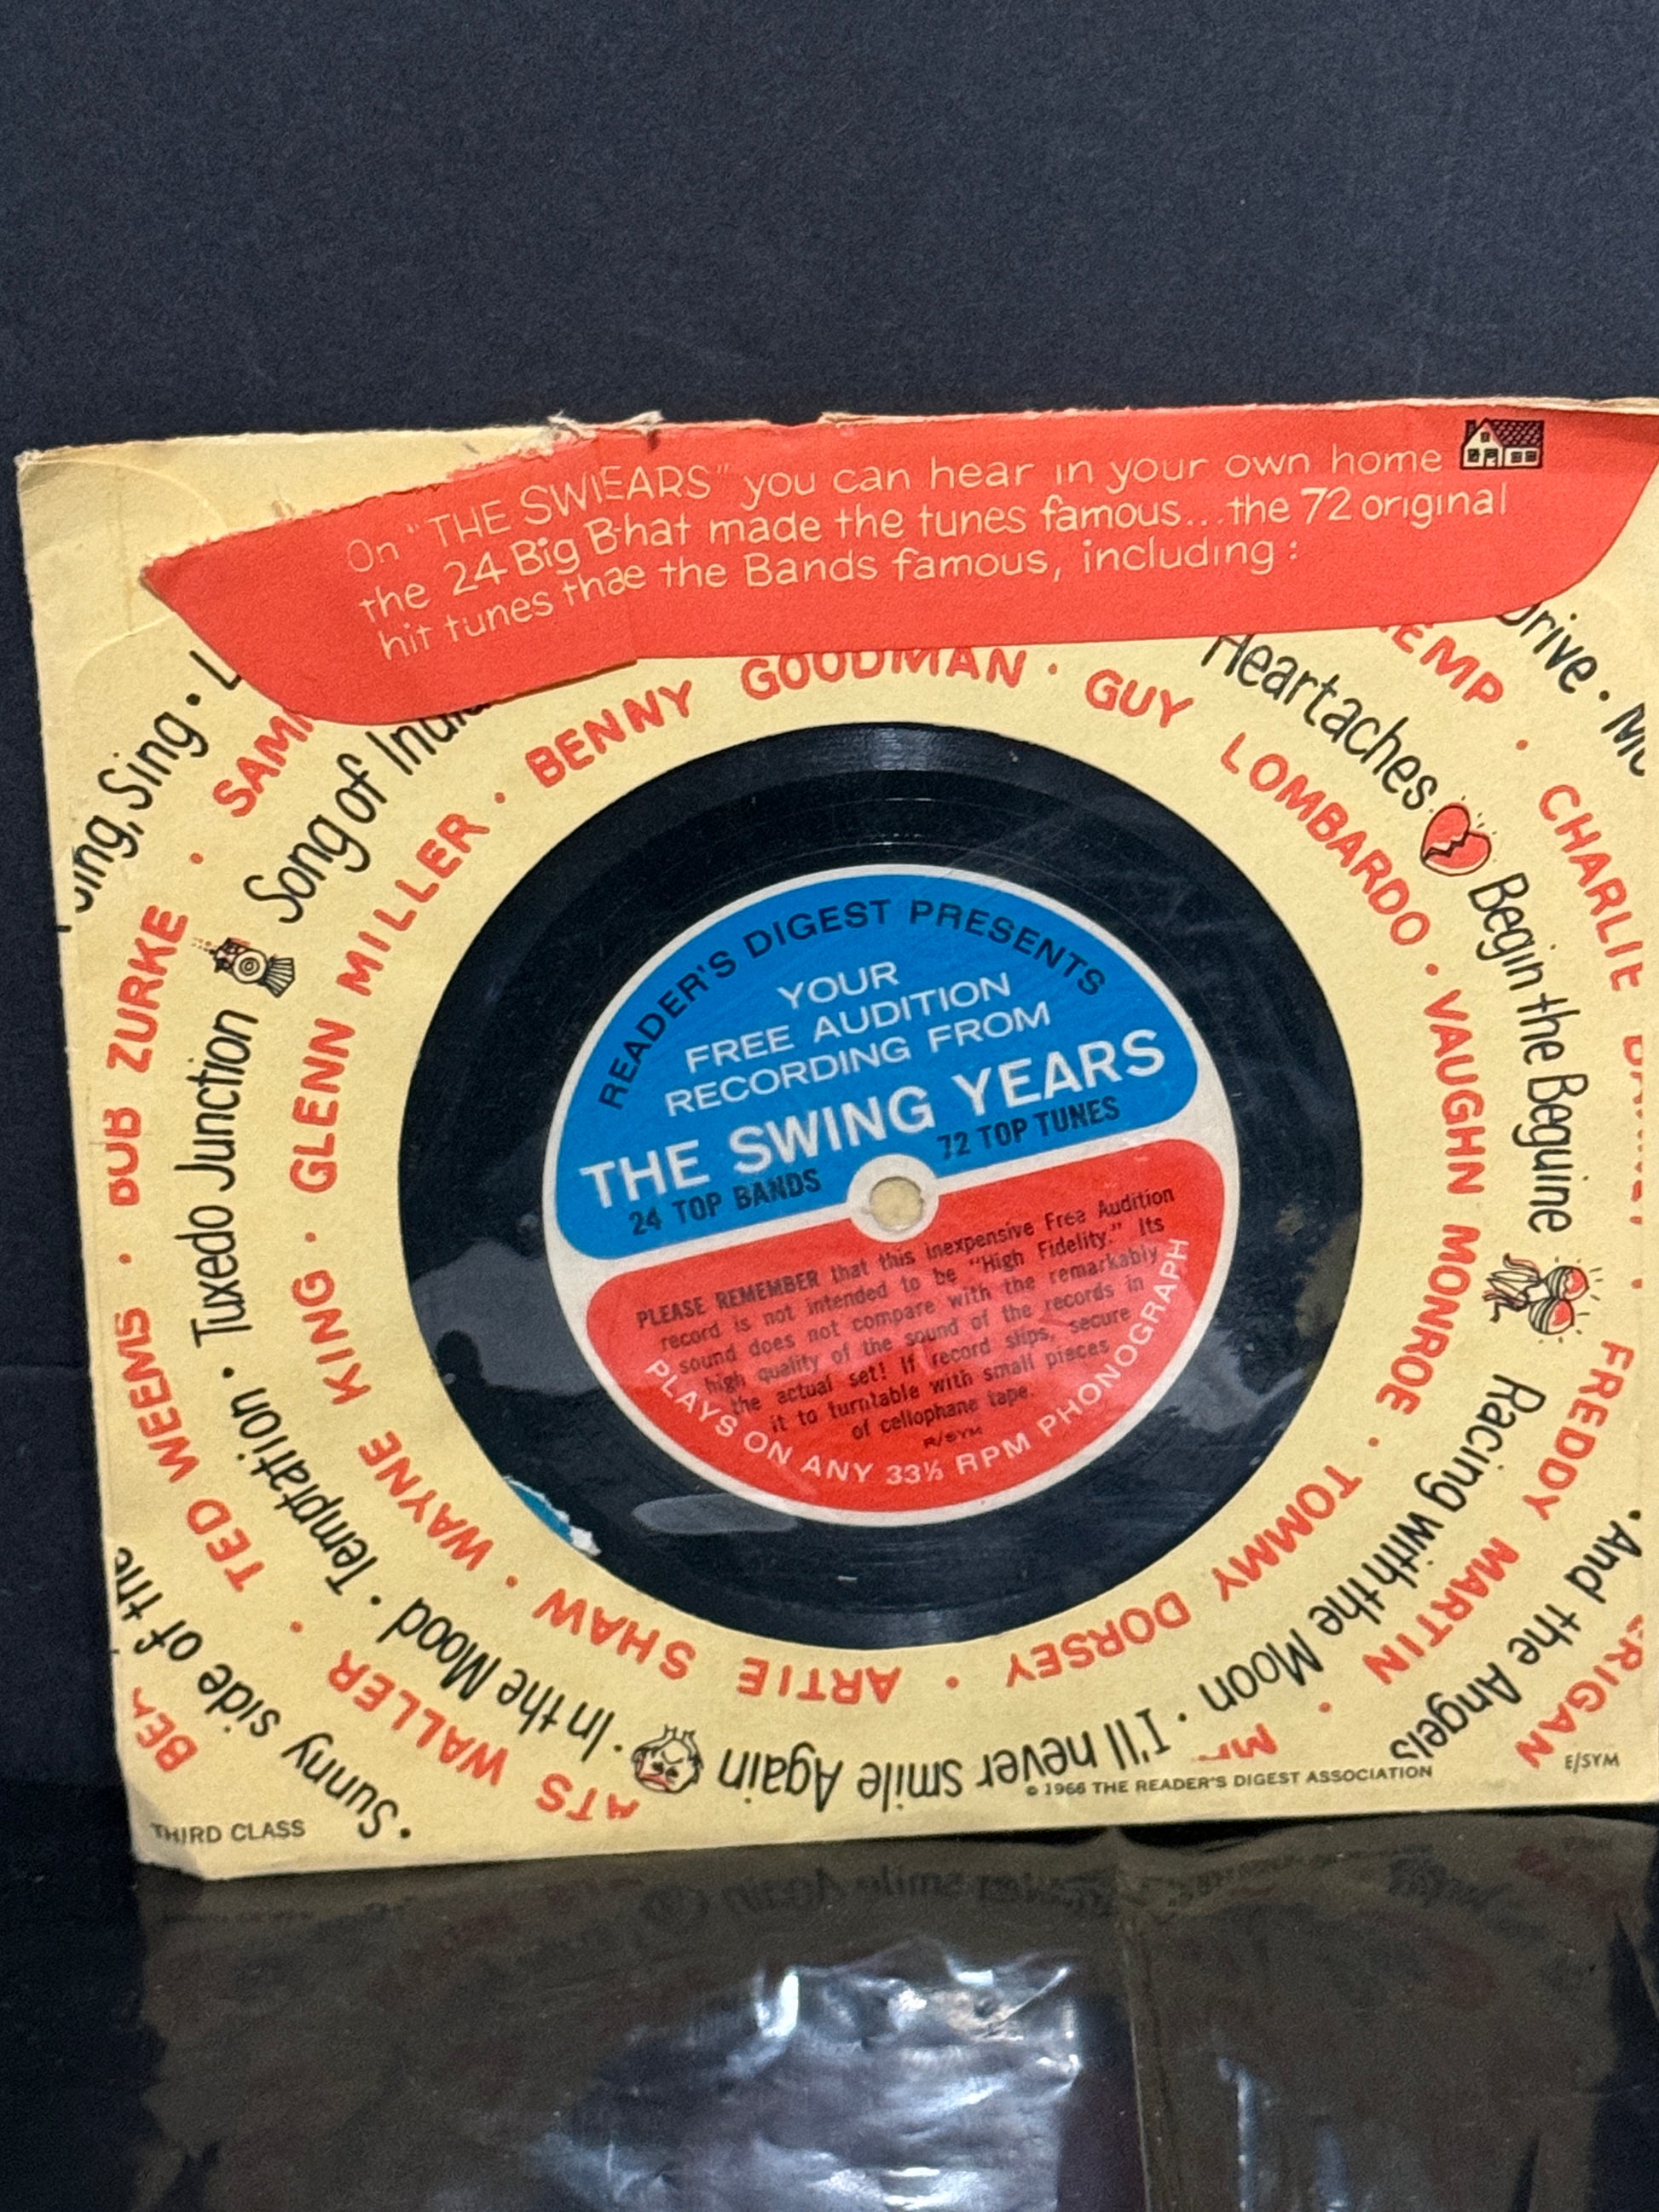 On "THE SWIEARS" you can hear in your own home
the 24 Big B·hat made the tunes famous...the 72 original
hit tunes thae the Bands famous, including:
Sing, Sing ·
Drive ·
· And the Angels
· Sunny side of the
SAM
EMP · CHARLIE
FREDDY MARTIN ·
ATS WALLER · TED WEEMS · BOB ZURKE ·
RIGAN
Song of India
Heartaches
Begin the Beguine
Racing with the Moon · I'll never smile Again
· In the Mood · Temptation · Tuxedo Junction
GLENN MILLER · BENNY GOODMAN · GUY LOMBARDO · VAUGHN MONROE · TOMMY DORSEY · ARTIE SHAW · WAYNE KING ·
READER'S DIGEST PRESENTS
YOUR
FREE AUDITION
RECORDING FROM
THE SWING YEARS
24 TOP BANDS 72 TOP TUNES
PLEASE REMEMBER that this inexpensive Free Audition
record is not intended to be "High Fidelity." Its
sound does not compare with the remarkably
high quality of the sound of the records in
the actual set! If record slips, secure
it to turntable with small pieces
of cellophane tape.
R/SYM
PLAYS ON ANY 33⅓ RPM PHONOGRAPH
© 1966 THE READER'S DIGEST ASSOCIATION
E/SYM
THIRD CLASS